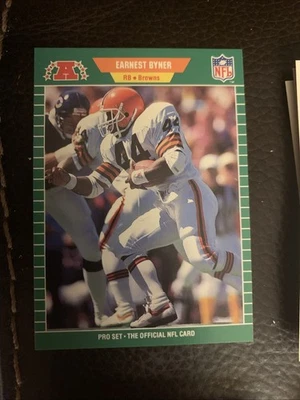 EARNEST BYNER
A
RB • Browns
NFL
44
PRO SET • THE OFFICIAL NFL CARD